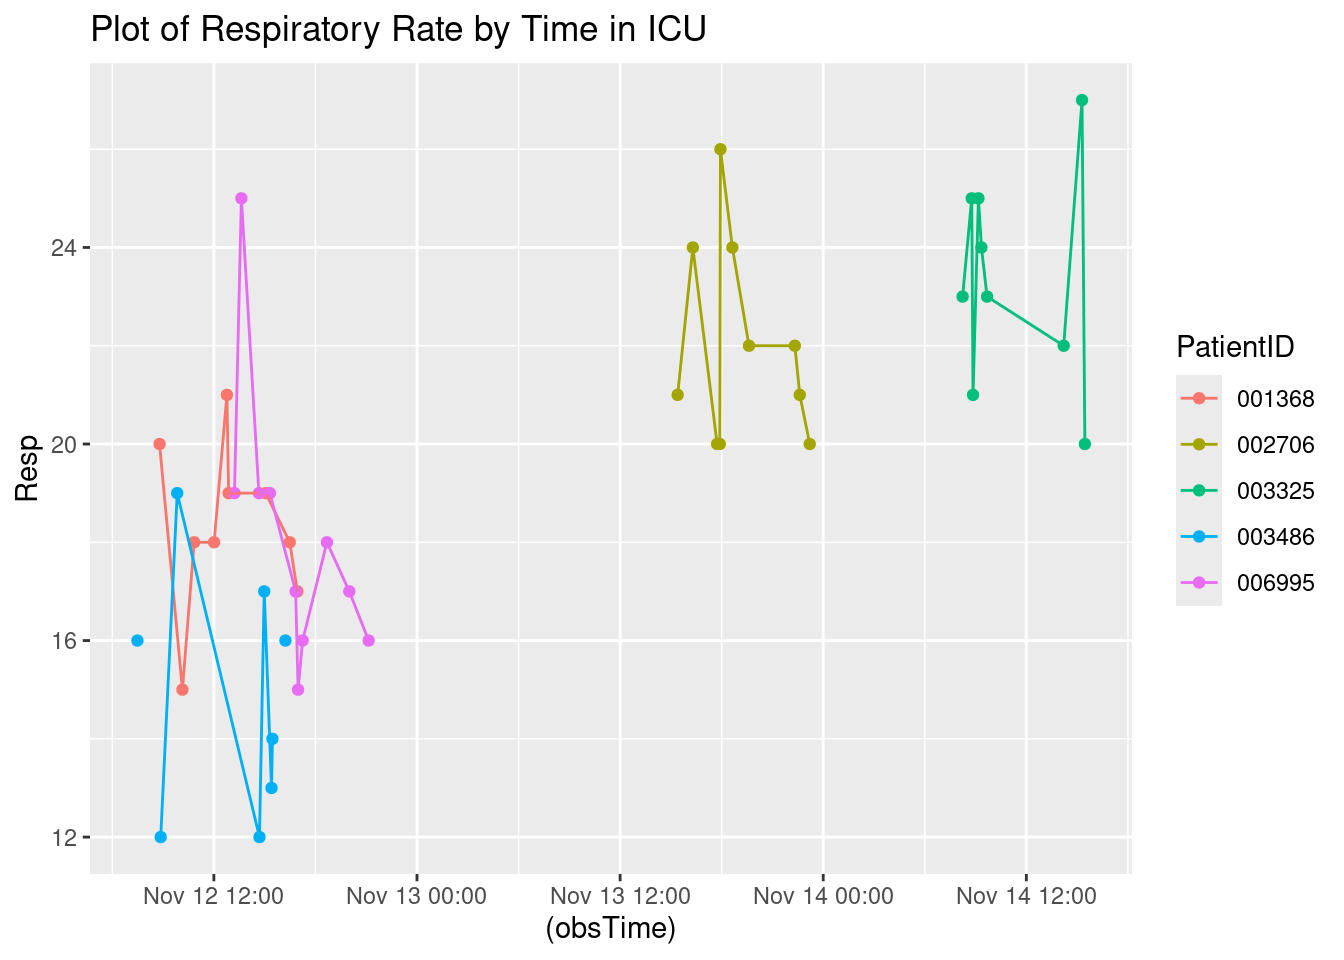 Plot of Respiratory Rate by Time in ICU
24
20
16
12
Resp
Nov 12 12:00 Nov 13 00:00 Nov 13 12:00 Nov 14 00:00 Nov 14 12:00
(obsTime)
PatientID
001368
002706
003325
003486
006995